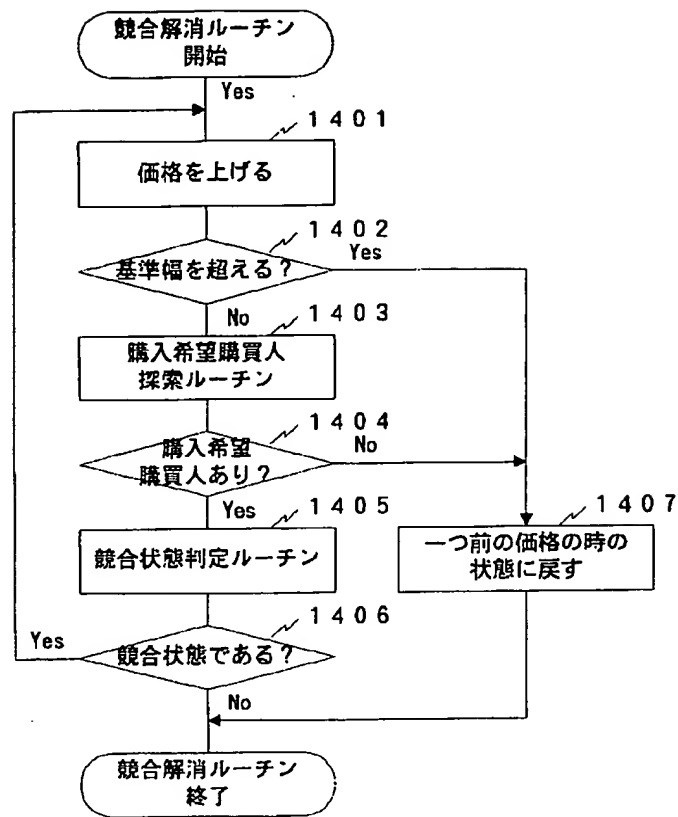 競合解消ルーチン
開始
Yes
1401
価格を上げる
1402
基準幅を超える?
Yes
No
1403
購入希望購買人
探索ルーチン
1404
購入希望
購買人あり?
No
Yes
1405
競合状態判定ルーチン
1407
一つ前の価格の時の
状態に戻す
1406
競合状態である?
Yes
No
競合解消ルーチン
終了